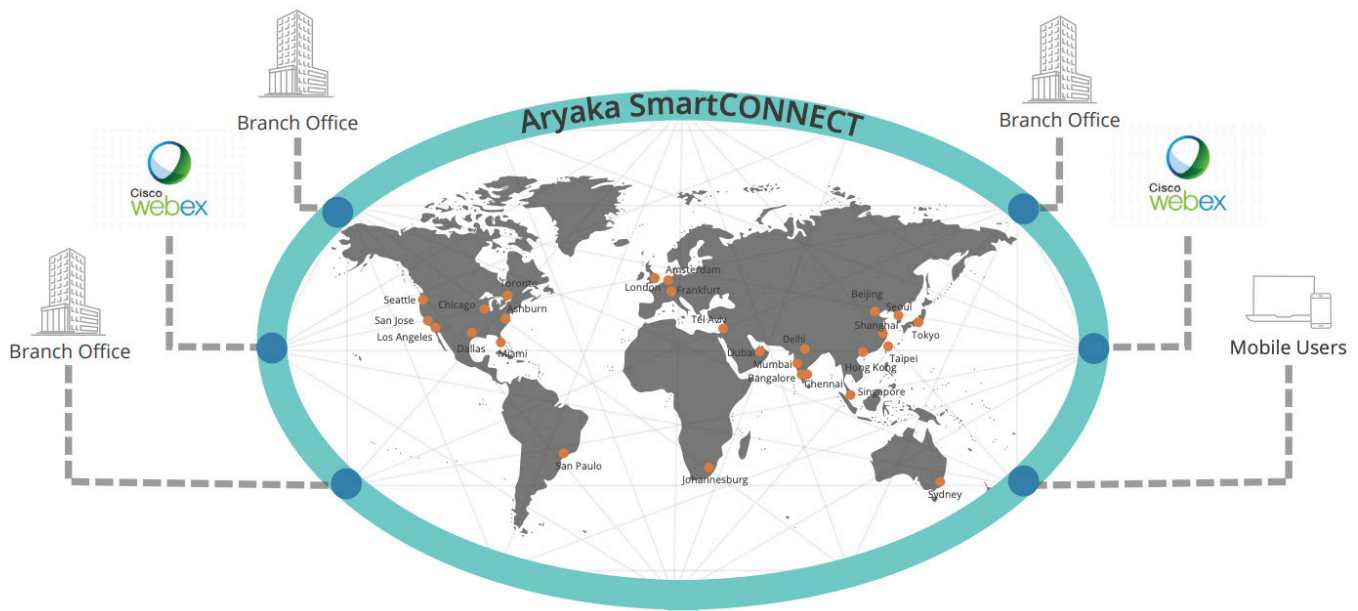 Branch Office
Branch Office
Aryaka SmartCONNECT
Cisco
webex
Cisco
webex
Branch Office
Mobile Users
Seattle
San Jose
Los Angeles
Chicago
Toronto
Ashburn
Dallas
Miami
San Paulo
London
Amsterdam
Frankfurt
Tel Aviv
Dubai
Delhi
Mumbai
Bangalore
Chennai
Beijing
Seoul
Shanghai
Tokyo
Taipei
Hong Kong
Singapore
Johannesburg
Sydney